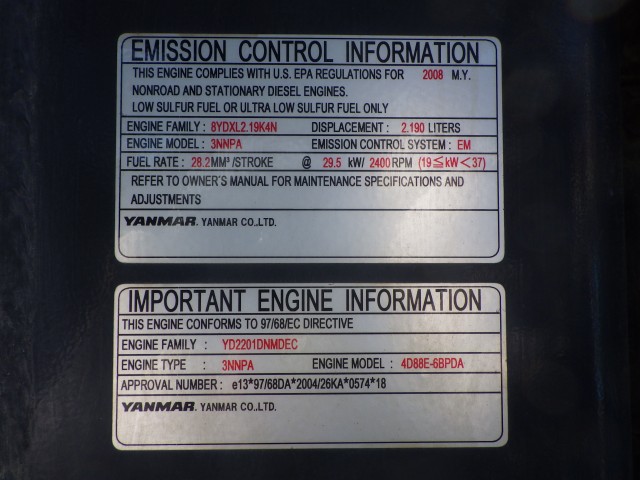 EMISSION CONTROL INFORMATION
THIS ENGINE COMPLIES WITH U.S. EPA REGULATIONS FOR 2008 M.Y.
NONROAD AND STATIONARY DIESEL ENGINES.
LOW SULFUR FUEL OR ULTRA LOW SULFUR FUEL ONLY
ENGINE FAMILY : 8YDXL2.19K4N DISPLACEMENT : 2.190 LITERS
ENGINE MODEL : 3NNPA EMISSION CONTROL SYSTEM : EM
FUEL RATE : 28.2MM³/STROKE @ 29.5 kW/ 2400RPM (19≦kW<37)
REFER TO OWNER'S MANUAL FOR MAINTENANCE SPECIFICATIONS AND
ADJUSTMENTS
YANMAR. YANMAR CO.,LTD.
IMPORTANT ENGINE INFORMATION
THIS ENGINE CONFORMS TO 97/68/EC DIRECTIVE
ENGINE FAMILY : YD2201DNMDEC
ENGINE TYPE : 3NNPA ENGINE MODEL : 4D88E-6BPDA
APPROVAL NUMBER : e13*97/68DA*2004/26KA*0574*18
YANMAR. YANMAR CO.,LTD.